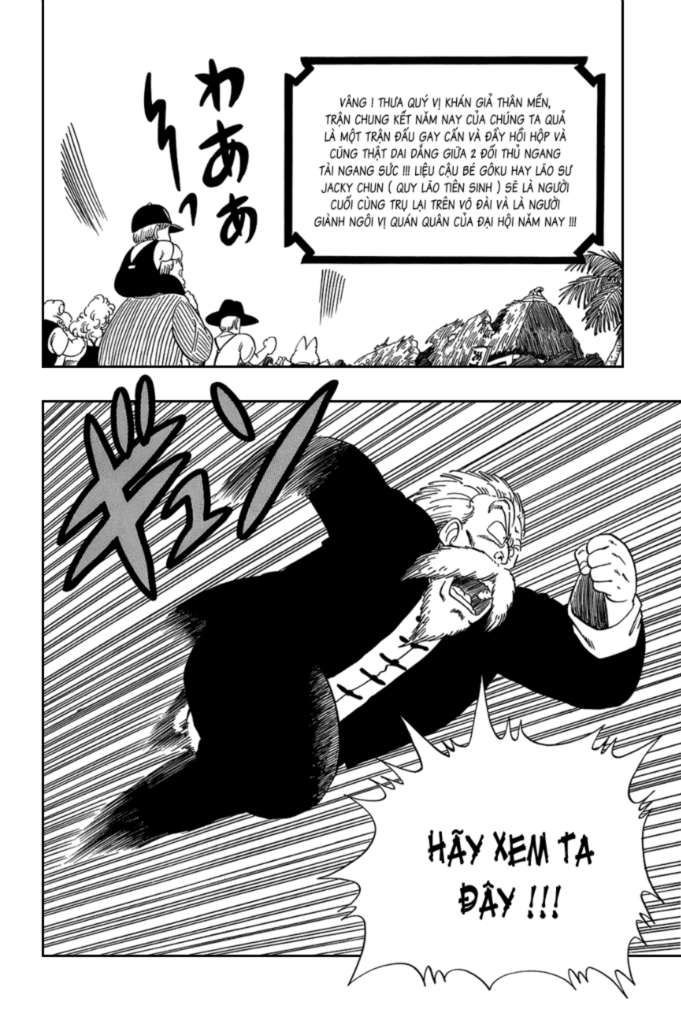 わああぁ
VÂNG ! THƯA QUÝ VỊ KHÁN GIẢ THÂN MẾN,
TRẬN CHUNG KẾT NĂM NAY CỦA CHÚNG TA QUẢ
LÀ MỘT TRẬN ĐẤU GAY CẤN VÀ ĐẦY HỒI HỘP VÀ
CŨNG THẬT DAI DẲNG GIỮA 2 ĐỐI THỦ NGANG
TÀI NGANG SỨC !!! LIỆU CẬU BÉ GÔKU HAY LÃO SƯ
JACKY CHUN ( QUY LÃO TIÊN SINH ) SẼ LÀ NGƯỜI
CUỐI CÙNG TRỤ LẠI TRÊN VÕ ĐÀI VÀ LÀ NGƯỜI
GIÀNH NGÔI VỊ QUÁN QUÂN CỦA ĐẠI HỘI NĂM NAY !!!
ギュン
HÃY XEM TA
ĐÂY !!!